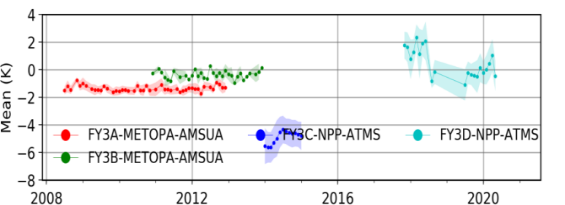 4
2
0
−2
−4
−6
−8
Mean (K)
FY3A-METOPA-AMSUA
FY3C-NPP-ATMS
FY3D-NPP-ATMS
FY3B-METOPA-AMSUA
2008 2012 2016 2020